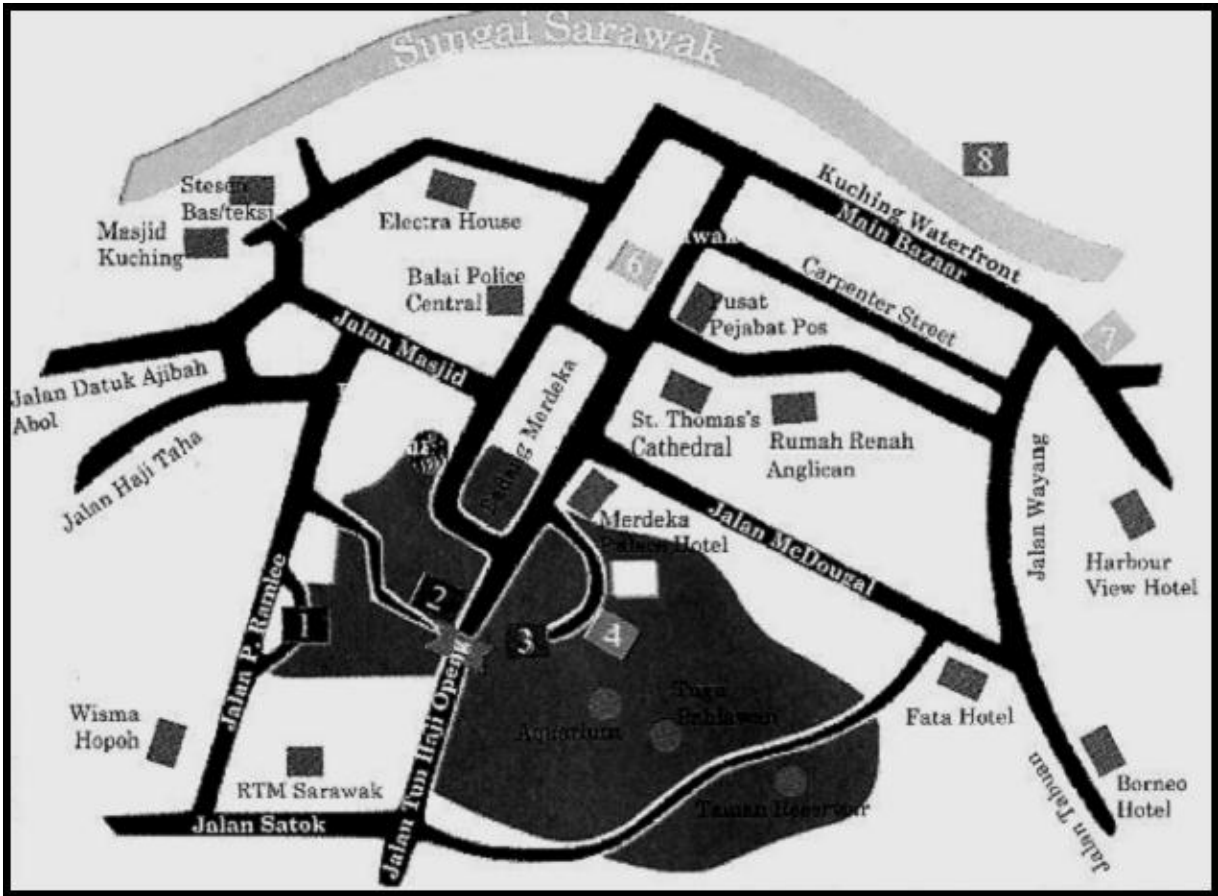 Sungai Sarawak
8
Stesen
Bas/teksi
Masjid
Kuching
Electra House
Kuching Waterfront
Main Bazaar
6
Balai Police
Central
Carpenter Street
Pusat
Pejabat Pos
7
Jalan Masjid
Jalan Datuk Ajibah
Abol
Padang Merdeka
St. Thomas's
Cathedral
Rumah Renah
Anglican
Jalan Haji Taha
Jalan Wayang
Merdeka
Palace Hotel
Jalan McDougal
Harbour
View Hotel
Jalan P. Ramlee
1
2
3
4
Jalan Tun Haji Openg
Wisma
Hopoh
Aquarium
Tugu
Pahlawan
Fata Hotel
RTM Sarawak
Taman Reservour
Borneo
Hotel
Jalan Satok
Jalan Tabuan